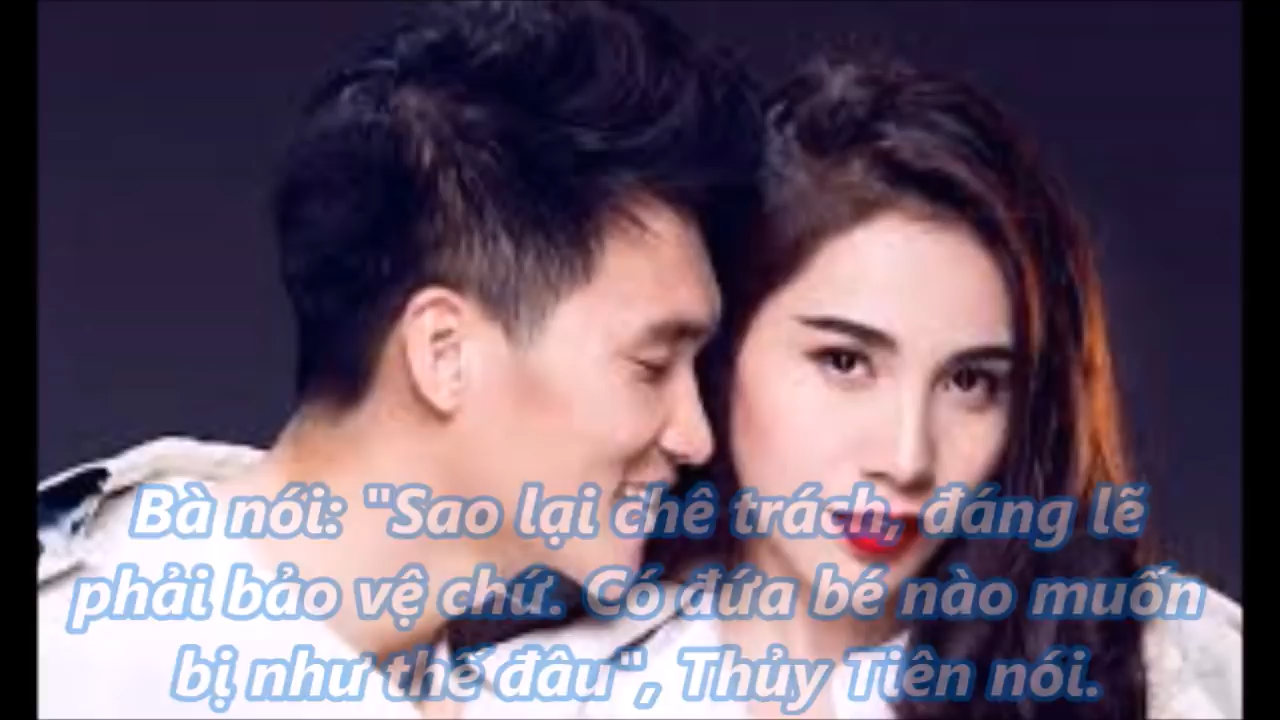 Bà nói: "Sao lại chê trách, đáng lẽ
phải bảo vệ chứ. Có đứa bé nào muốn
bị như thế đâu", Thủy Tiên nói.